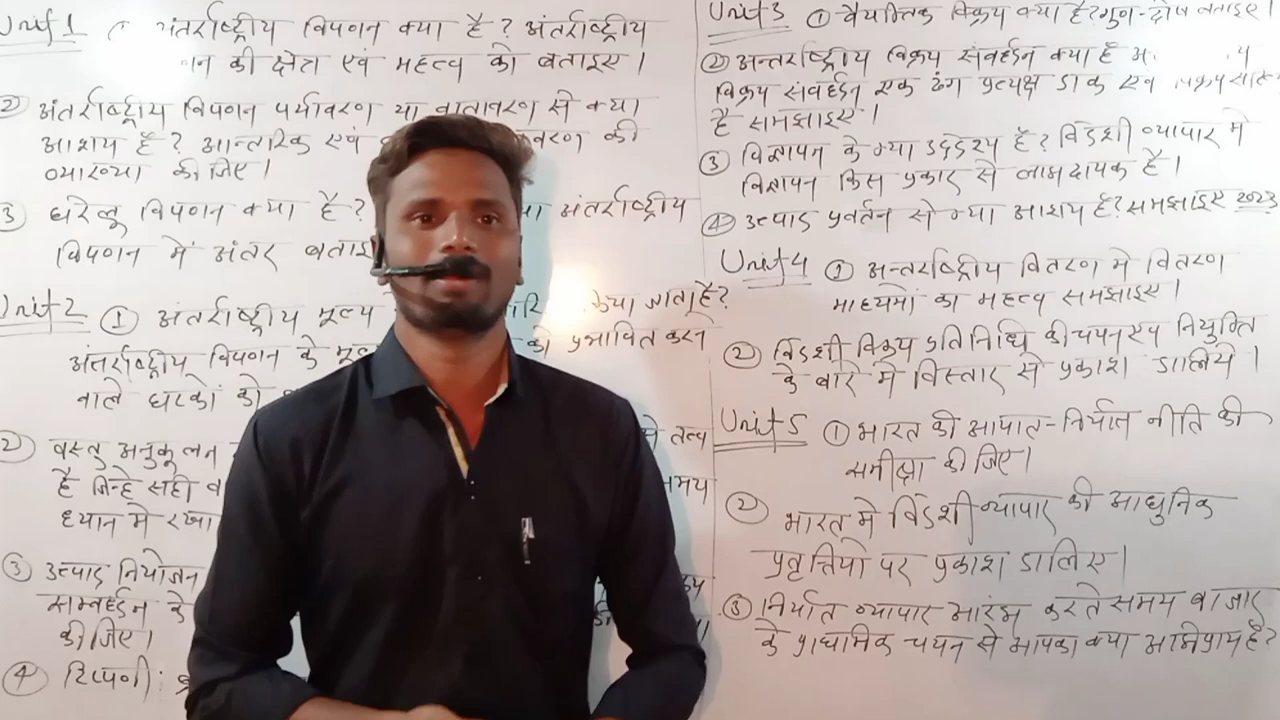 Unit 1
अंतर्राष्ट्रीय विपणन क्या है? अंतर्राष्ट्रीय
की क्षेत्र एवं महत्व को बताइए।
② अंतर्राष्ट्रीय विपणन पर्यावरण या वातावरण से क्या
आशय है? आन्तरिक एवं की
व्याख्या कीजिए।
③ घरेलू विपणन क्या है? अंतर्राष्ट्रीय
विपणन में अंतर
Unit 2 ① अंतर्राष्ट्रीय मूल्य किया जाता है?
अंतर्राष्ट्रीय विपणन के को प्रभावित करने
वाले घटकों को
② वस्तु अनुकूलन तत्व
है जिन्हे सही समय
ध्यान में रखा
③ उत्पाद नियोजन
सम्वर्द्धन के
कीजिए।
④ टिप्पणी:
Unit 3 ① वैयक्तिक विक्रय क्या है? गुण-दोष बताइए।
② अन्तर्राष्ट्रीय विक्रय संवर्द्धन क्या है
विक्रय संवर्द्धन एक ढंग प्रत्यक्ष डाक एवं
है समझाइए।
③ विज्ञापन के क्या उद्देश्य है? विदेशी व्यापार में
विज्ञापन किस प्रकार से लाभदायक है।
④ उत्पाद प्रवर्तन से क्या आशय है? समझाइए 2023
Unit 4 ① अन्तर्राष्ट्रीय वितरण में वितरण
माध्यमों का महत्व समझाइए।
② विदेशी विक्रय प्रतिनिधि की चयन एवं नियुक्ति
के बारे में विस्तार से प्रकाश डालिये।
Unit 5 ① भारत की आयात-निर्यात नीति की
समीक्षा कीजिए।
② भारत में विदेशी व्यापार की आधुनिक
प्रवृत्तियों पर प्रकाश डालिए।
③ निर्यात व्यापार आरंभ करते समय बाजार
के प्राथमिक चयन से आपका क्या अभिप्राय है?